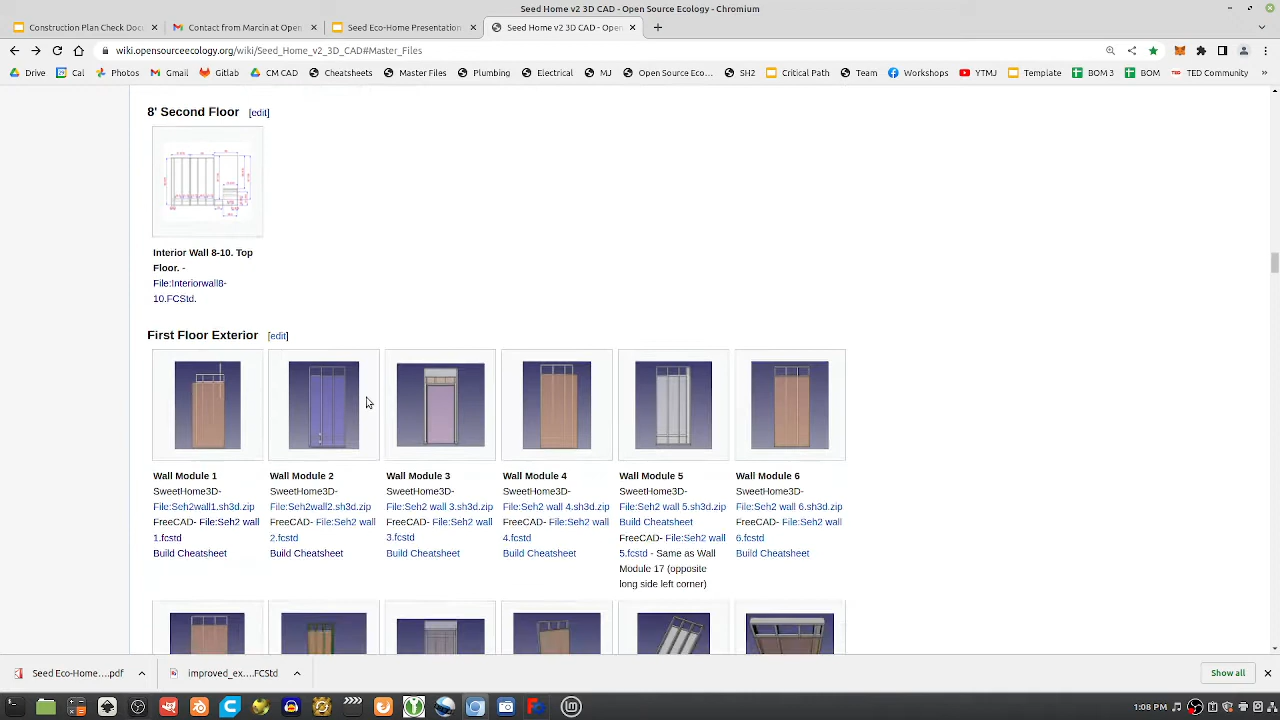 Seed Home v2 3D CAD - Open Source Ecology - Chromium
Construction Plan Check Docu
Contact from Marcin at Open
Seed Eco-Home Presentation
Seed Home v2 3D CAD - Open
wiki.opensourceecology.org/wiki/Seed_Home_v2_3D_CAD#Master_Files
Drive Cal Photos Gmail Gitlab CM CAD Cheatsheets Master Files Plumbing Electrical MJ Open Source Eco... SH2 Critical Path Team Workshops YTMJ Template BOM 3 BOM TED Community »
8' Second Floor [edit]
Interior Wall 8-10. Top
Floor. -
File:Interiorwall8-
10.FCStd.
First Floor Exterior [edit]
Wall Module 1
SweetHome3D-
File:Seh2wall1.sh3d.zip
FreeCAD- File:Seh2 wall
1.fcstd
Build Cheatsheet
Wall Module 2
SweetHome3D-
File:Seh2wall2.sh3d.zip
FreeCAD- File:Seh2 wall
2.fcstd
Build Cheatsheet
Wall Module 3
SweetHome3D-
File:Seh2 wall 3.sh3d.zip
FreeCAD- File:Seh2 wall
3.fcstd
Build Cheatsheet
Wall Module 4
SweetHome3D-
File:Seh2 wall 4.sh3d.zip
FreeCAD- File:Seh2 wall
4.fcstd
Build Cheatsheet
Wall Module 5
SweetHome3D-
File:Seh2 wall 5.sh3d.zip
Build Cheatsheet
FreeCAD- File:Seh2 wall
5.fcstd - Same as Wall
Module 17 (opposite
long side left corner)
Wall Module 6
SweetHome3D-
File:Seh2 wall 6.sh3d.zip
FreeCAD- File:Seh2 wall
6.fcstd
Build Cheatsheet
Seed Eco-Home....pdf
improved_ex....FCStd
Show all
1:08 PM